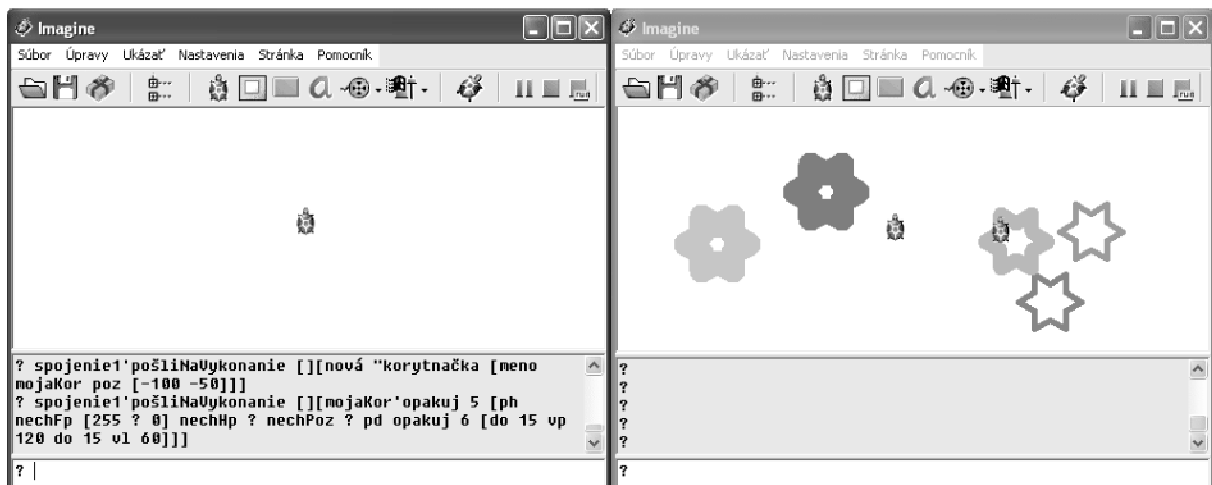 Imagine
Súbor Úpravy Ukázať Nastavenia Stránka Pomocník
? spojenie1'pošliNaVykonanie [][nová "korytnačka [meno
mojaKor poz [-100 -50]]]
? spojenie1'pošliNaVykonanie [][mojaKor'opakuj 5 [ph
nechFp [255 ? 0] nechHp ? nechPoz ? pd opakuj 6 [do 15 vp
120 do 15 vl 60]]]
?
Imagine
Súbor Úpravy Ukázať Nastavenia Stránka Pomocník
?
?
?
?
?
?